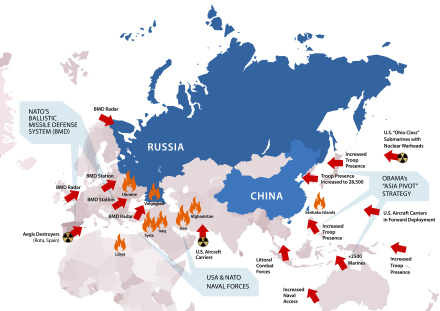 NATO'S
BALLISTIC
MISSILE DEFENSE
SYSTEM (BMD)
BMD Radar
RUSSIA
U.S. "Ohio Class"
Submarines with
Nuclear Warheads
Increased
Troop
Presence
BMD Station
Ukraine
Troop Presence
Increased to 28,500
OBAMA'S
"ASIA PIVOT"
STRATEGY
BMD Radar
BMD Station
Volgograd
CHINA
BMD Radar
Afghanistan
Senkaku Islands
U.S. Aircraft Carriers
in Forward Deployment
Aegis Destroyers
(Rota, Spain)
Syria
Iraq
Iran
Increased
Troop
Presence
Libya
U.S. Aircraft
Carriers
Littoral
Combat
Forces
+2500
Marines
Increased
Troop
Presence
USA & NATO
NAVAL FORCES
Increased
Naval
Access